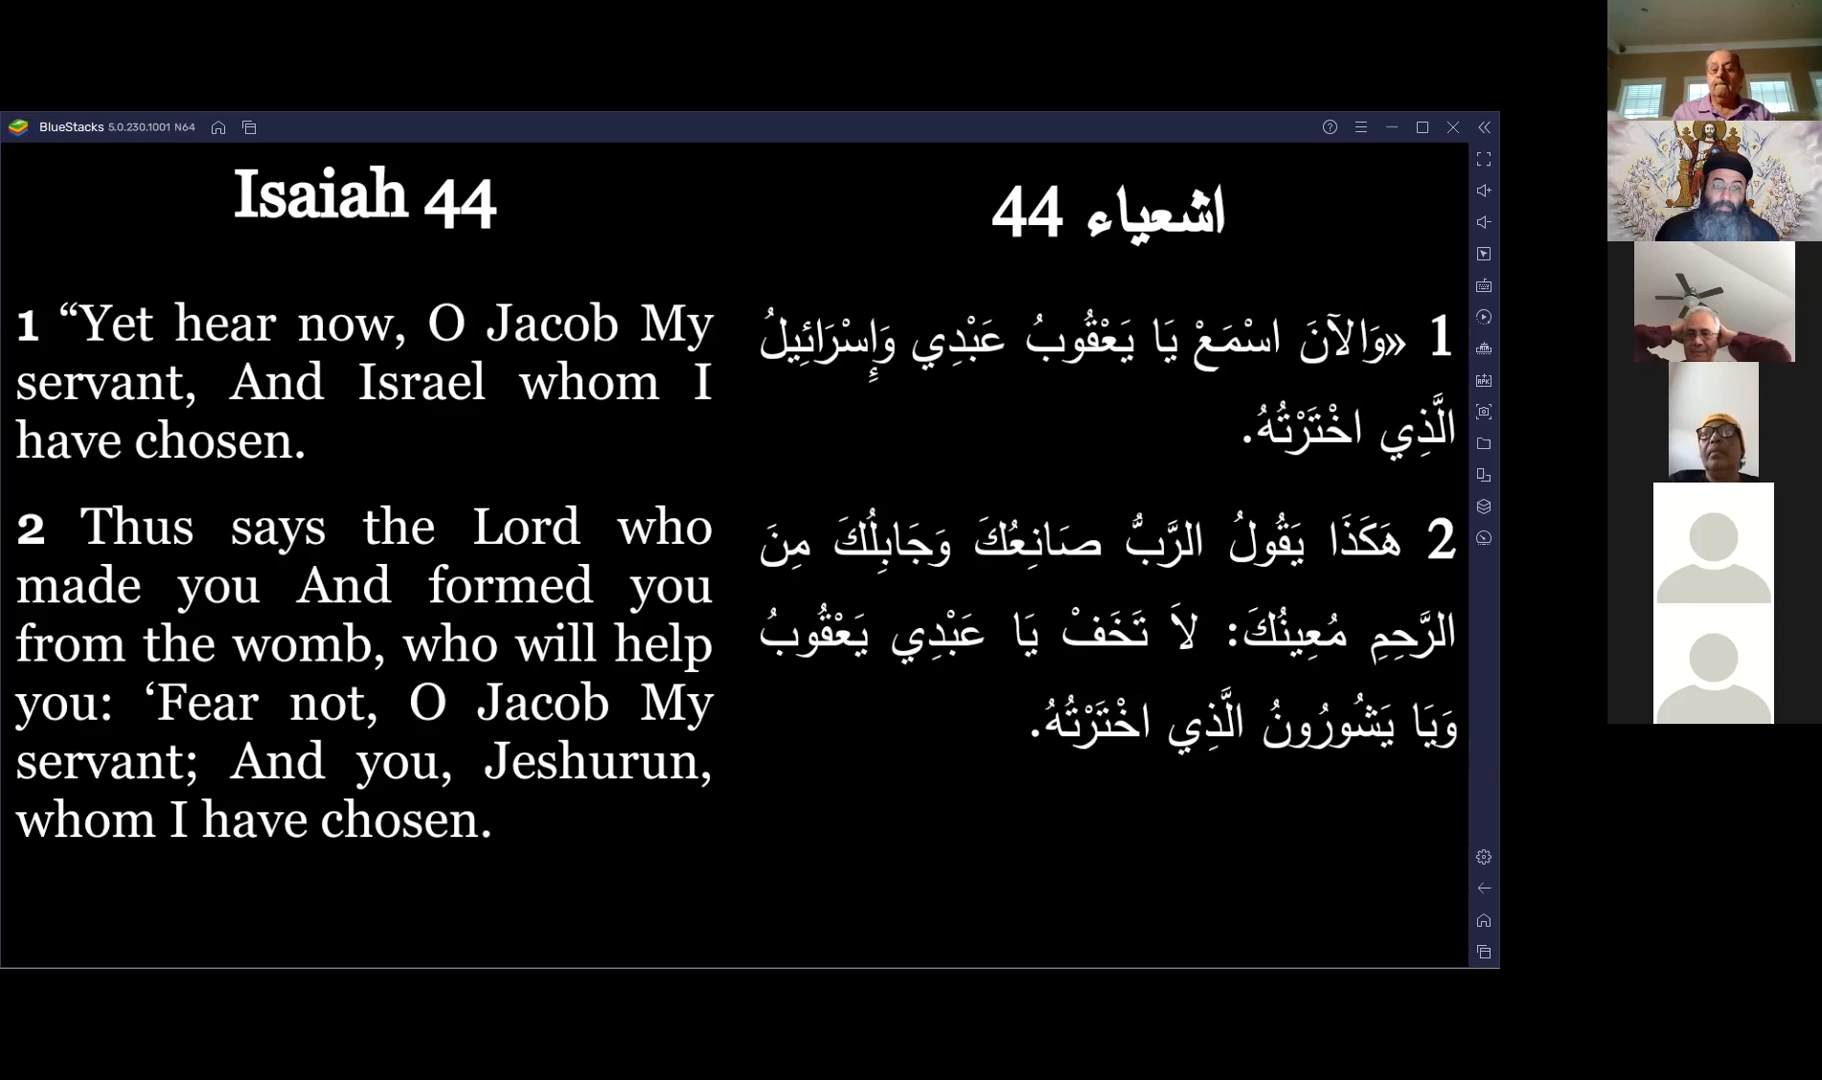 BlueStacks 5.0.230.1001 N64
Isaiah 44
1 “Yet hear now, O Jacob My
servant, And Israel whom I
have chosen.
2 Thus says the Lord who
made you And formed you
from the womb, who will help
you: ‘Fear not, O Jacob My
servant; And you, Jeshurun,
whom I have chosen.
اشعياء 44
1 «وَالآنَ اسْمَعْ يَا يَعْقُوبُ عَبْدِي وَإِسْرَائِيلُ
الَّذِي اخْتَرْتُهُ.
2 هَكَذَا يَقُولُ الرَّبُّ صَانِعُكَ وَجَابِلُكَ مِنَ
الرَّحِمِ مُعِينُكَ: لاَ تَخَفْ يَا عَبْدِي يَعْقُوبُ
وَيَا يَشُورُونُ الَّذِي اخْتَرْتُهُ.